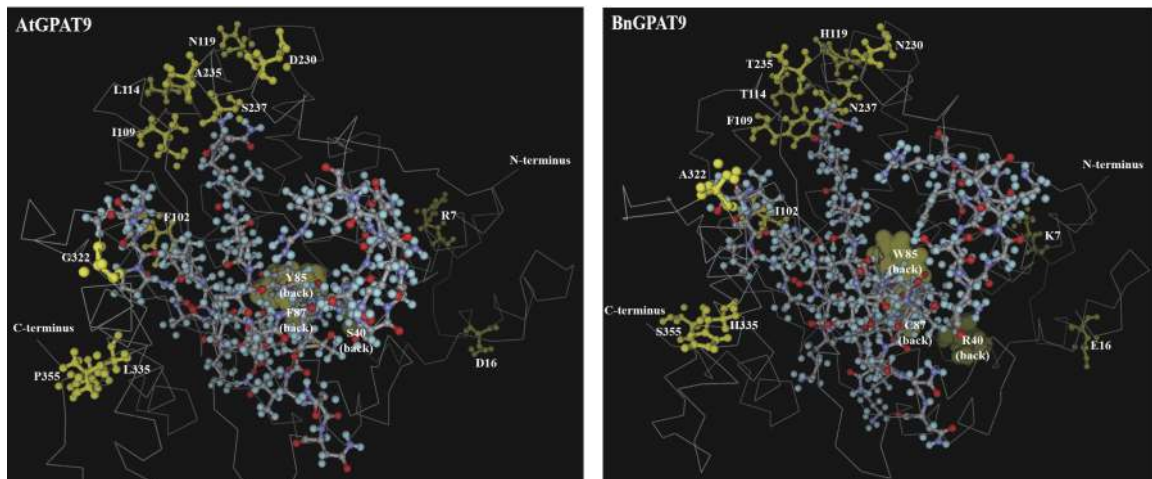 AtGPAT9
N119
D230
A235
L114
S237
I109
N-terminus
F102
R7
G322
Y85
(back)
F87
(back)
C-terminus
S40
(back)
D16
L335
P355
BnGPAT9
H119
N230
T235
T114
N237
F109
N-terminus
A322
I102
K7
W85
(back)
C-terminus
H335
S355
C87
(back)
R40
(back)
E16